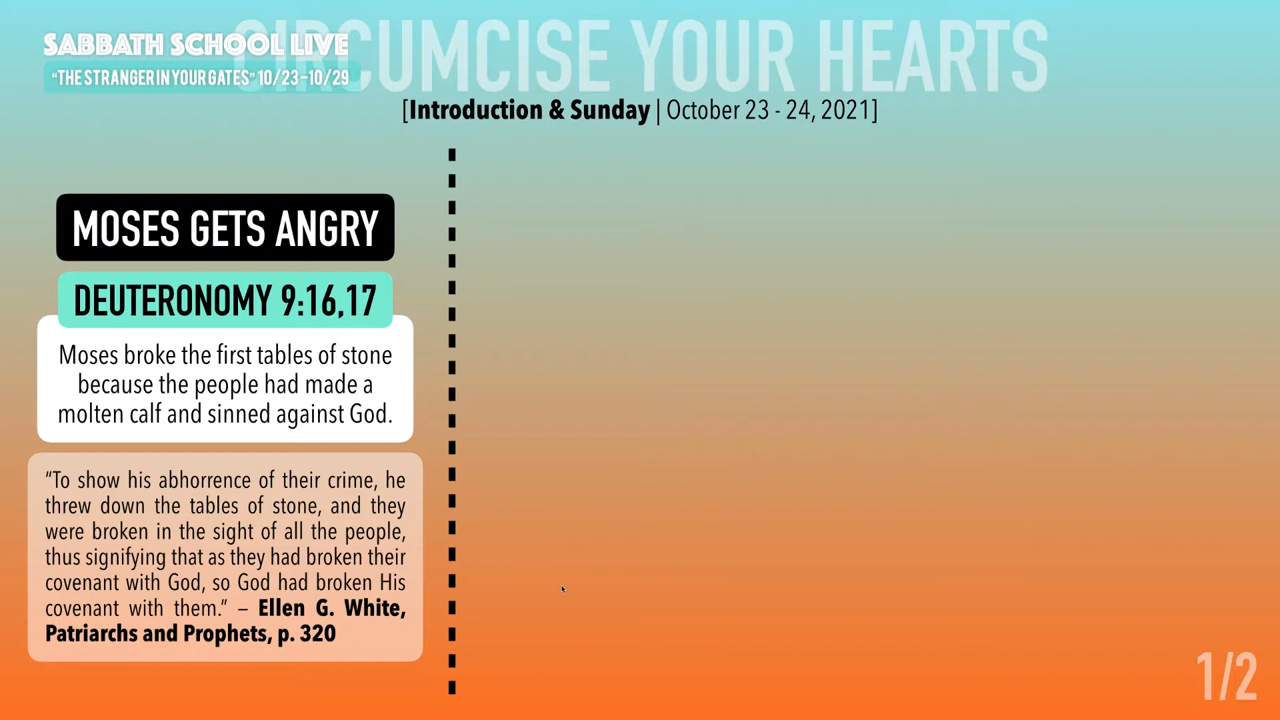 CIRCUMCISE YOUR HEARTS
SABBATH SCHOOL LIVE
“THE STRANGER IN YOUR GATES” 10/23–10/29
[Introduction & Sunday | October 23 - 24, 2021]
MOSES GETS ANGRY
DEUTERONOMY 9:16,17
Moses broke the first tables of stone
because the people had made a
molten calf and sinned against God.
“To show his abhorrence of their crime, he
threw down the tables of stone, and they
were broken in the sight of all the people,
thus signifying that as they had broken their
covenant with God, so God had broken His
covenant with them.” – Ellen G. White,
Patriarchs and Prophets, p. 320
1/2